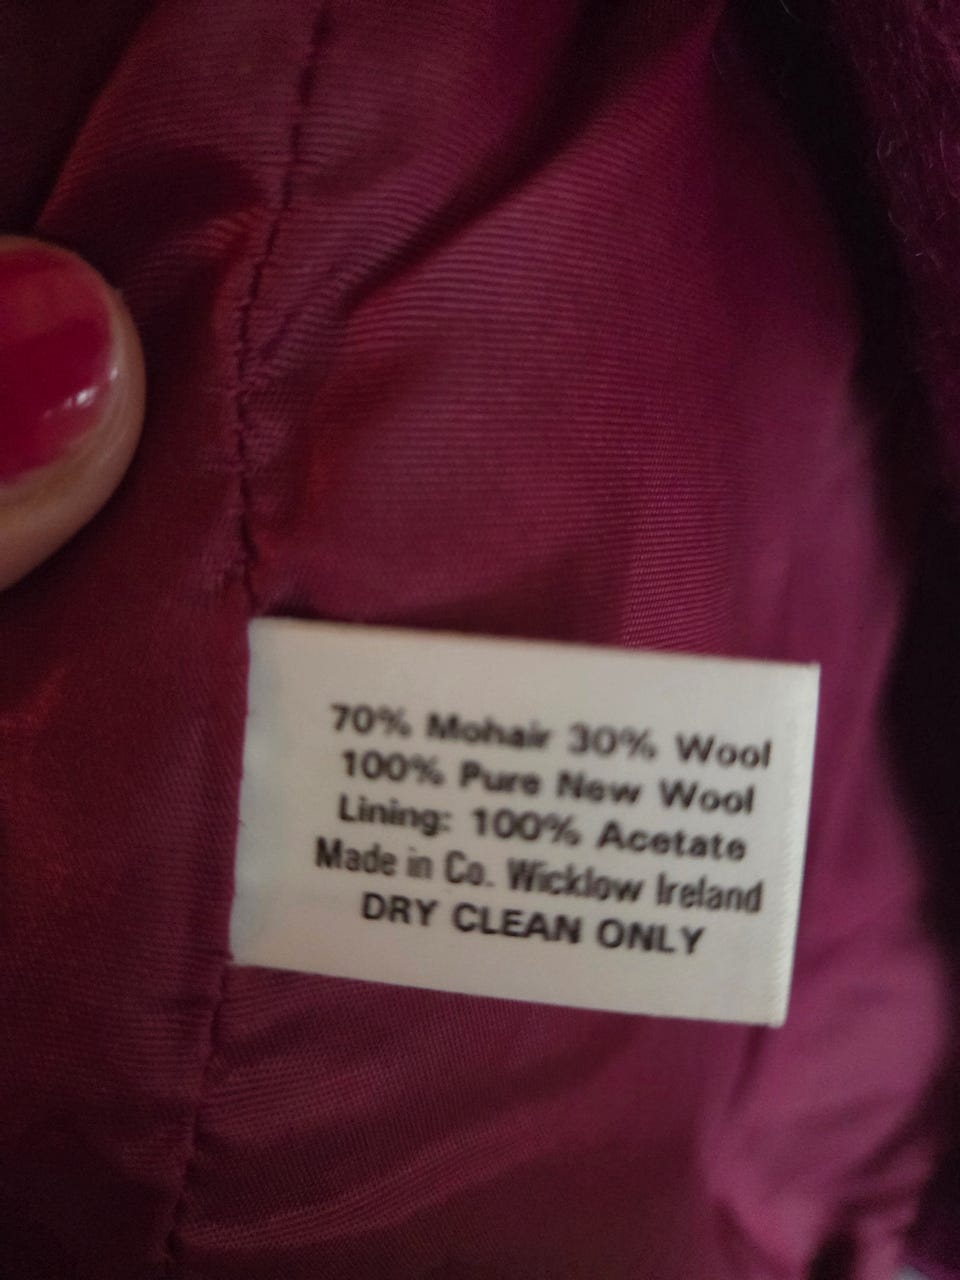 70% Mohair 30% Wool
100% Pure New Wool
Lining: 100% Acetate
Made in Co. Wicklow Ireland
DRY CLEAN ONLY